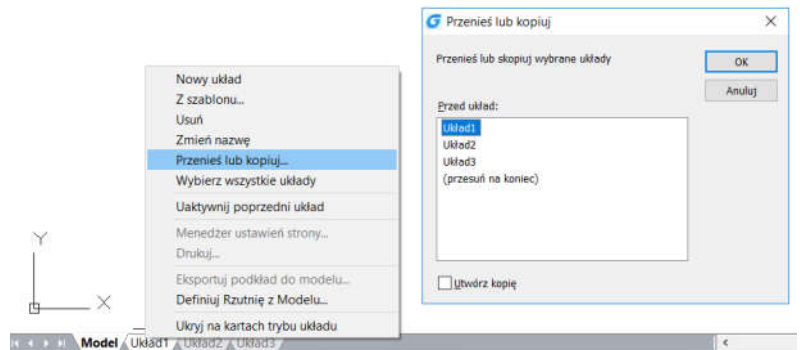 Nowy układ
Z szablonu...
Usuń
Zmień nazwę
Przenieś lub kopiuj...
Wybierz wszystkie układy
Uaktywnij poprzedni układ
Menedżer ustawień strony...
Drukuj...
Eksportuj podkład do modelu...
Definiuj Rzutnię z Modelu...
Ukryj na kartach trybu układu
Y
X
Model Układ1 Układ2 Układ3
Przenieś lub kopiuj
Przenieś lub skopiuj wybrane układy
OK
Anuluj
Przed układ:
Układ1
Układ2
Układ3
(przesuń na koniec)
Utwórz kopię